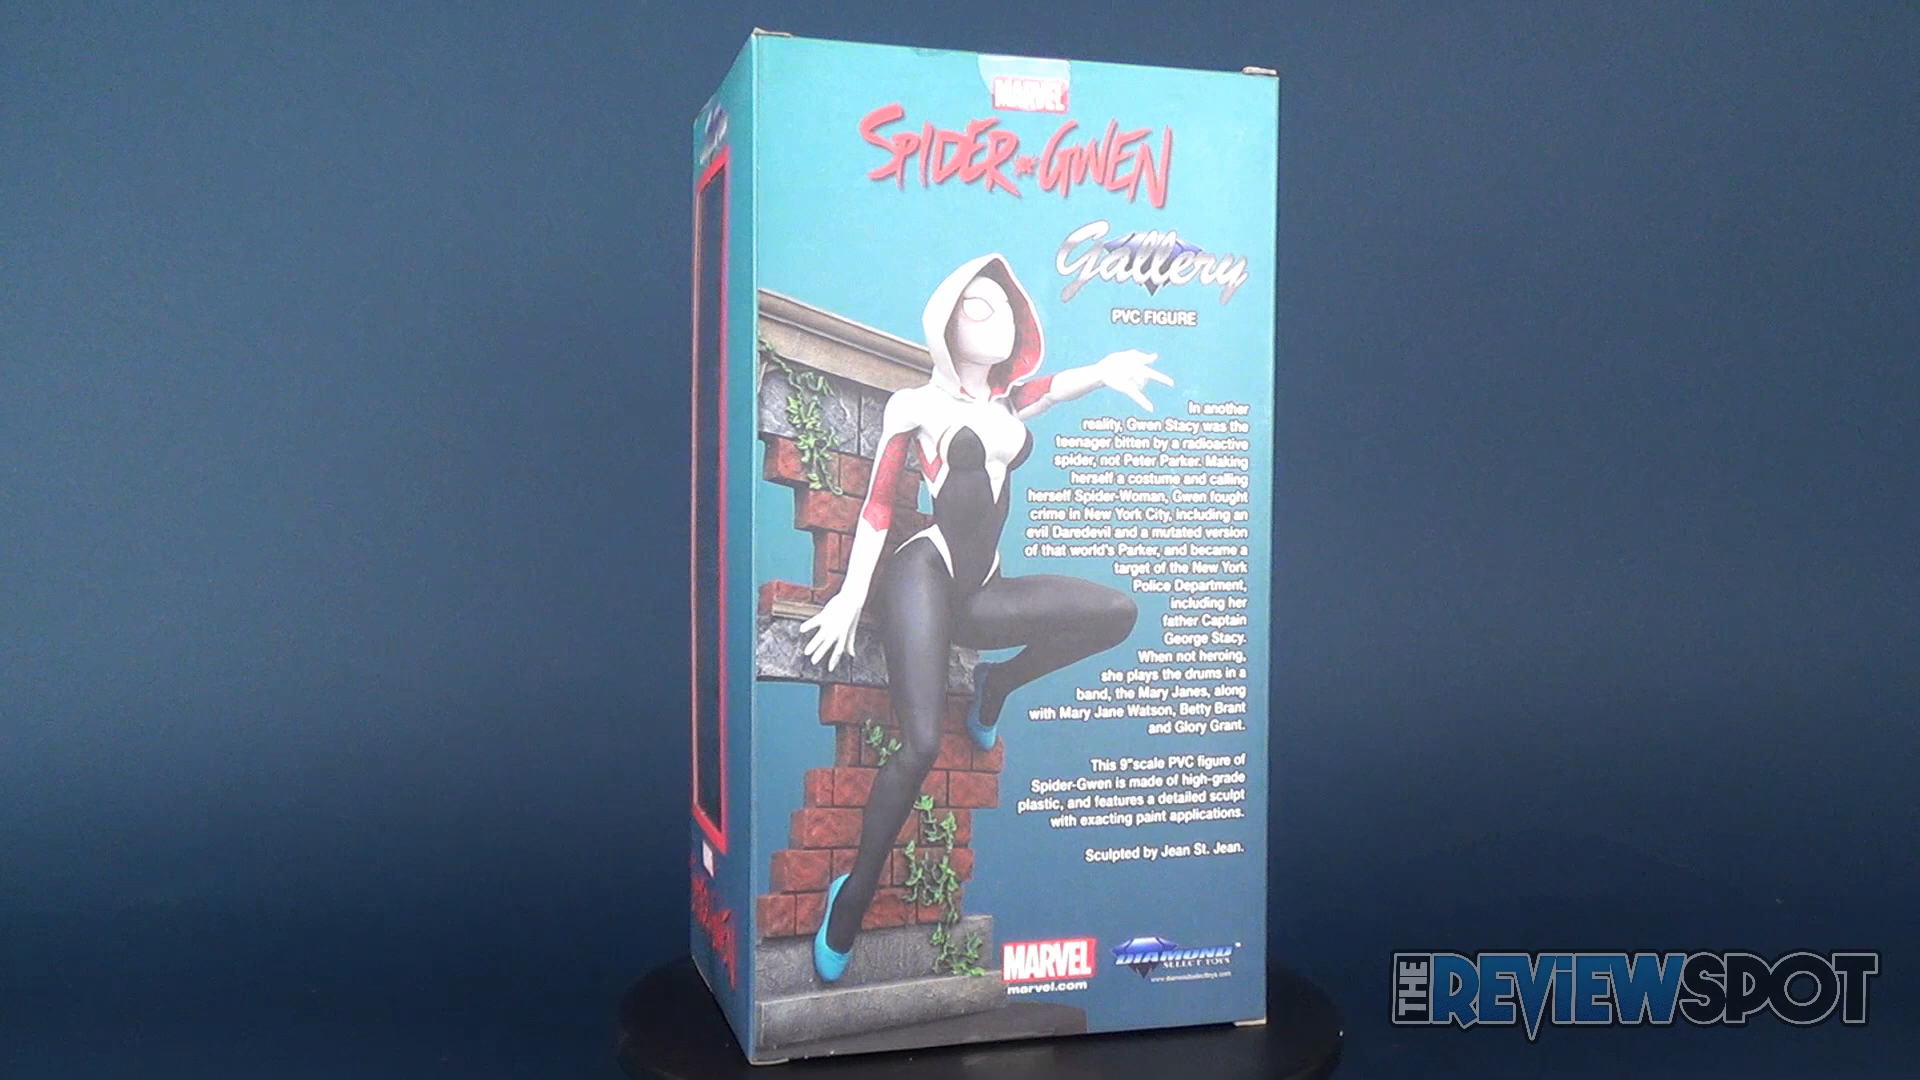 MARVEL
SPIDER-GWEN
Gallery
PVC FIGURE
In another
reality, Gwen Stacy was the
teenager bitten by a radioactive
spider, not Peter Parker. Making
herself a costume and calling
herself Spider-Woman, Gwen fought
crime in New York City, including an
evil Daredevil and a mutated version
of that world's Parker, and became a
target of the New York
Police Department,
including her
father Captain
George Stacy.
When not heroing,
she plays the drums in a
band, the Mary Janes, along
with Mary Jane Watson, Betty Brant
and Glory Grant.
This 9"scale PVC figure of
Spider-Gwen is made of high-grade
plastic, and features a detailed sculpt
with exacting paint applications.
Sculpted by Jean St. Jean.
MARVEL
marvel.com
DIAMOND™
SELECT TOYS
www.diamondselecttoys.com
THE REVIEWSPOT